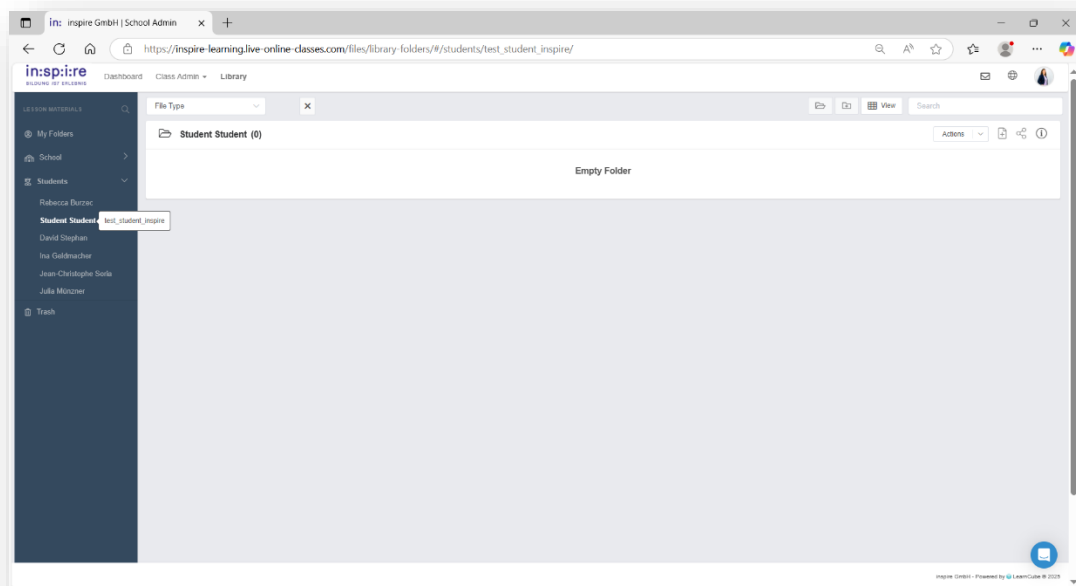 in: inspire GmbH | School Admin
https://inspire-learning.live-online-classes.com/files/library-folders/#/students/test_student_inspire/
in:sp:i:re
BILDUNG IST ERLEBNIS
Dashboard Class Admin Library
LESSON MATERIALS
File Type
View
Search
My Folders
Student Student (0)
Actions
School
Empty Folder
Students
Rebecca Burzac
Student Student
test_student_inspire
David Stephan
Ina Goldmacher
Jean-Christophe Soria
Julia Münzner
Trash
inspire GmbH - Powered by LearnCube © 2025